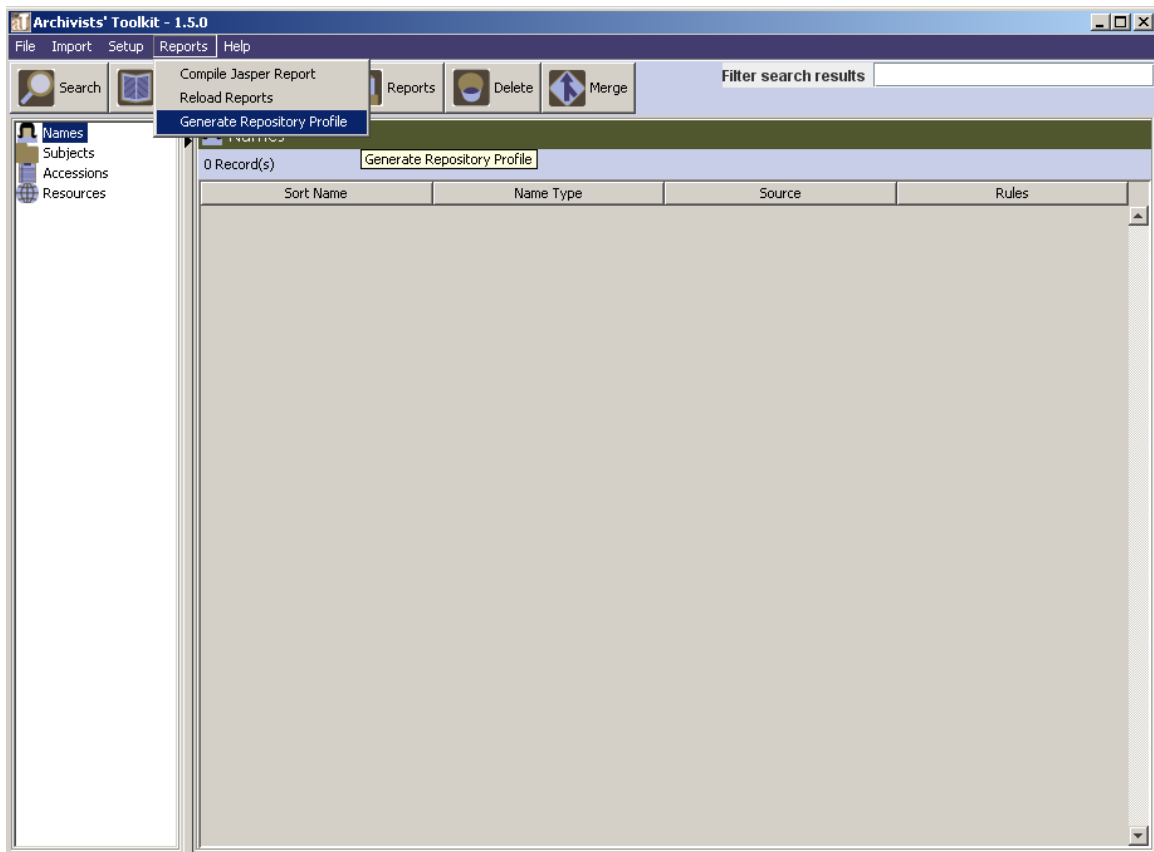 aT Archivists' Toolkit - 1.5.0
File Import Setup Reports Help
Compile Jasper Report
Reload Reports
Generate Repository Profile
Search Reports Delete Merge Filter search results
Names
Subjects
Accessions
Resources
Names
0 Record(s) Generate Repository Profile
Sort Name Name Type Source Rules